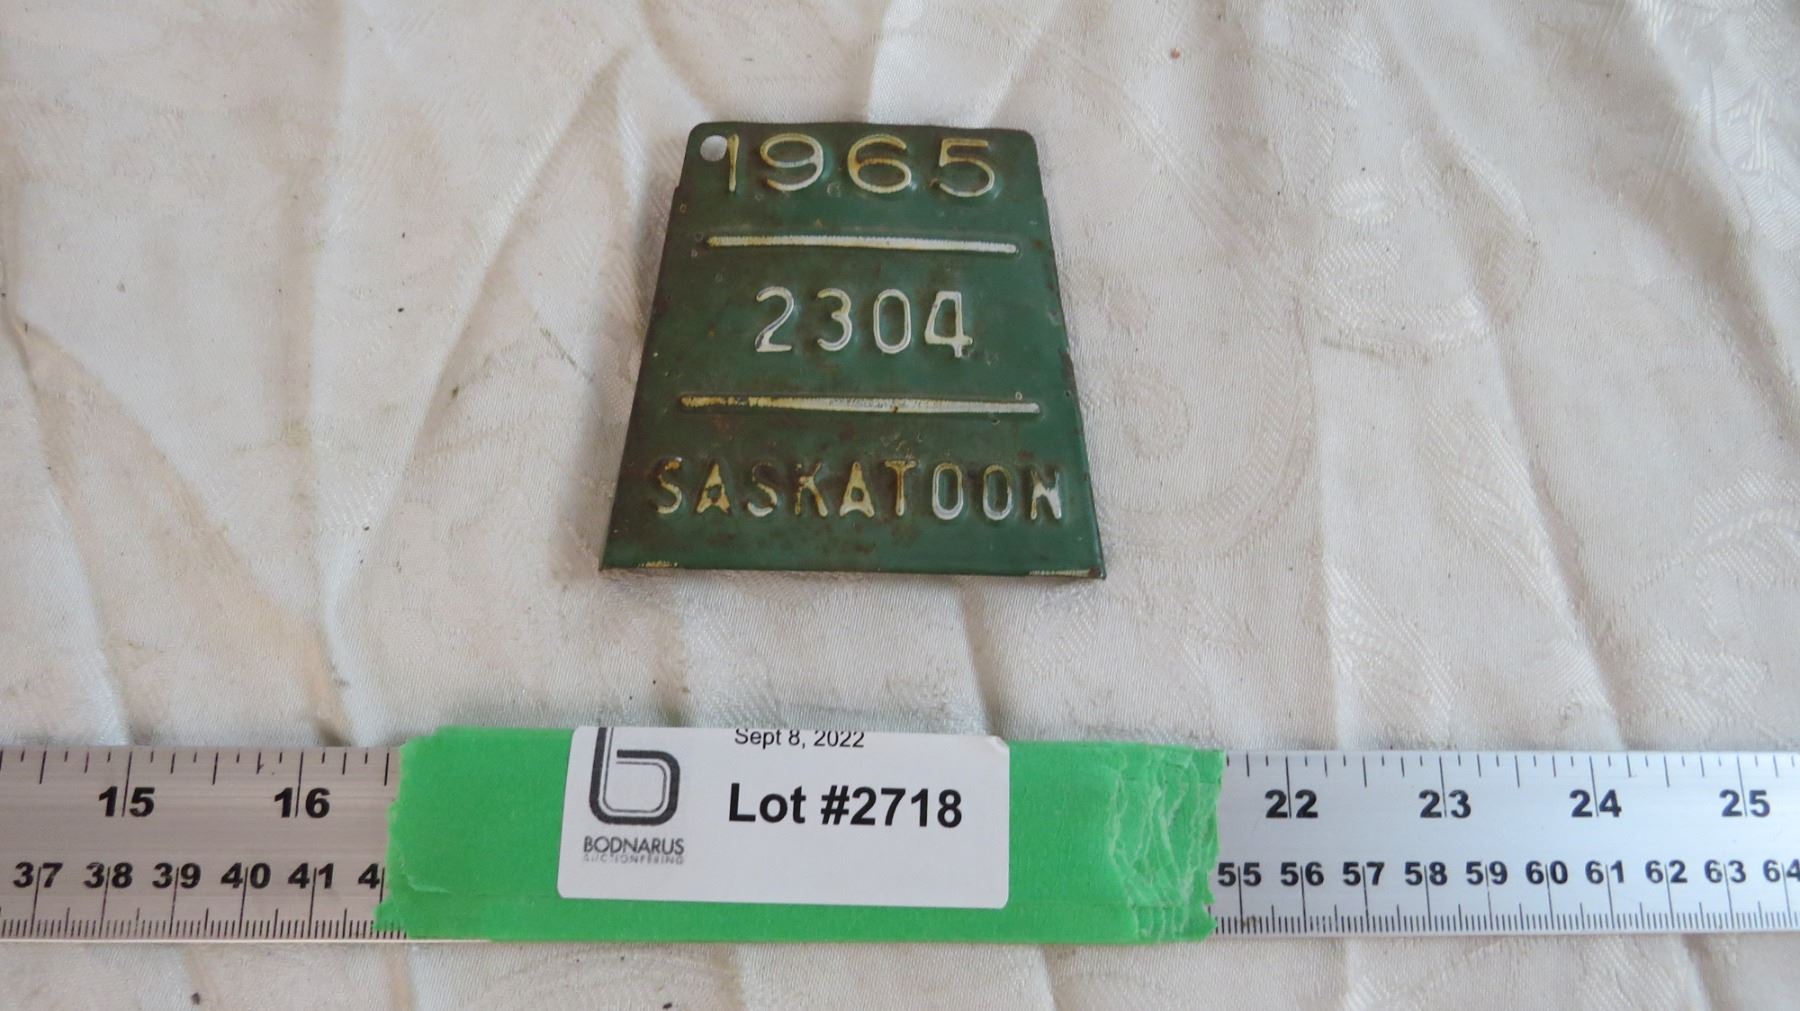 1965
2304
SASKATOON
Sept 8, 2022
Lot #2718
BODNARUS
AUCTIONEERING
15 16 22 23 24 25
37 38 39 40 41 4 55 56 57 58 59 60 61 62 63 64